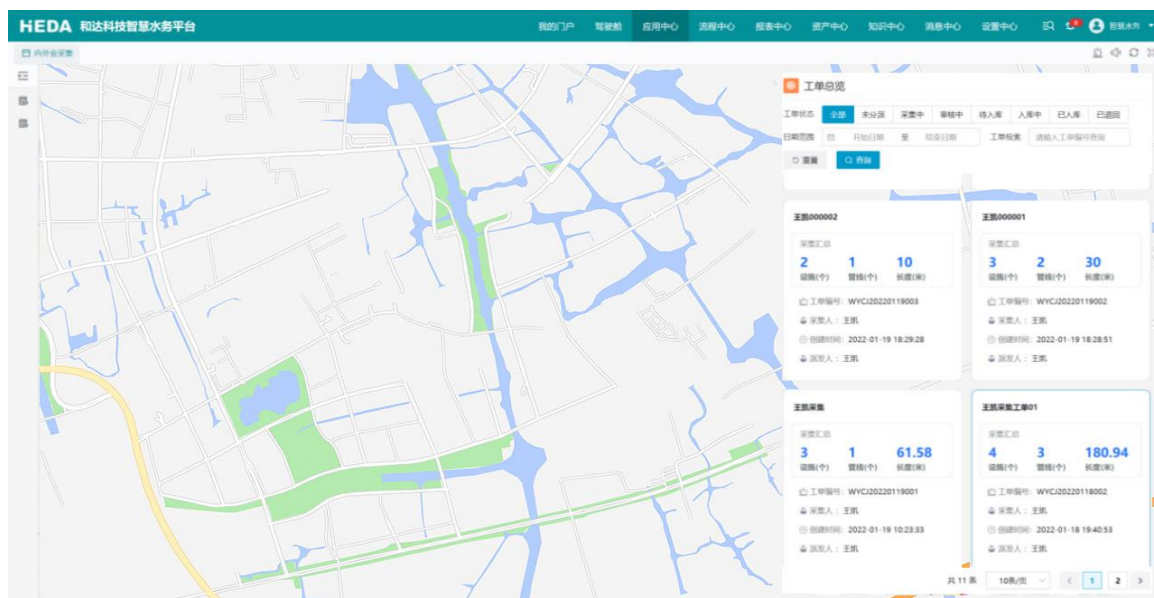 HEDA 和达科技智慧水务平台
我的门户 驾驶舱 应用中心 流程中心 报表中心 资产中心 知识中心 消息中心 设置中心 智慧水务
内外业采集
工单总览
工单状态 全部 未分派 采集中 审核中 待入库 入库中 已入库 已退回
日期范围 开始日期 至 结束日期 工单检索 请输入工单编号查询
重置 查询
王凯000002
采集汇总
2 1 10
设施(个) 管线(个) 长度(米)
工单编号: WYCJ20220119003
采集人: 王凯
创建时间: 2022-01-19 18:29:28
派发人: 王凯
王凯000001
采集汇总
3 2 30
设施(个) 管线(个) 长度(米)
工单编号: WYCJ20220119002
采集人: 王凯
创建时间: 2022-01-19 18:28:51
派发人: 王凯
王凯采集
采集汇总
3 1 61.58
设施(个) 管线(个) 长度(米)
工单编号: WYCJ20220119001
采集人: 王凯
创建时间: 2022-01-19 10:23:33
派发人: 王凯
王凯采集工单01
采集汇总
4 3 180.94
设施(个) 管线(个) 长度(米)
工单编号: WYCJ20220118002
采集人: 王凯
创建时间: 2022-01-18 19:40:53
派发人: 王凯
共 11 条 10条/页 1 2